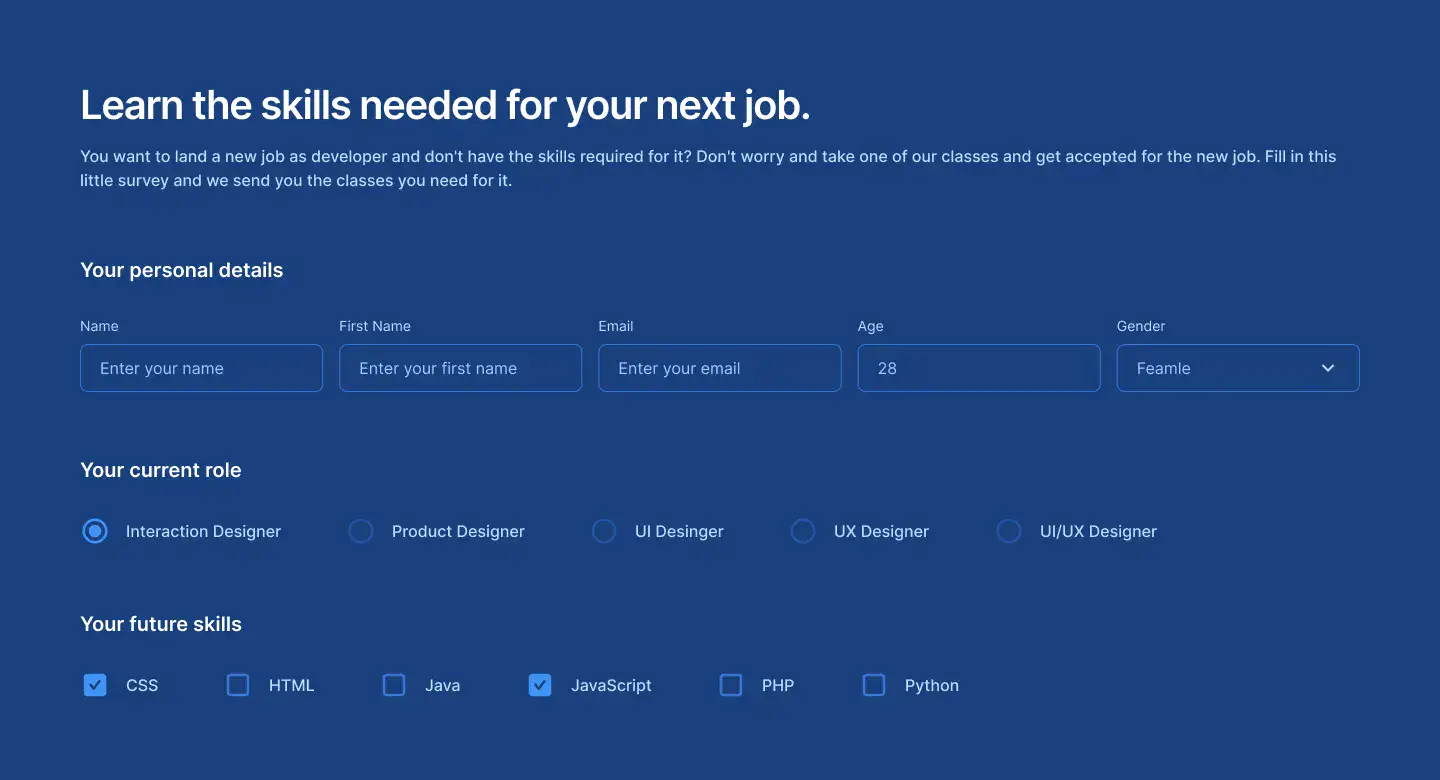 Learn the skills needed for your next job.
You want to land a new job as developer and don't have the skills required for it? Don't worry and take one of our classes and get accepted for the new job. Fill in this
little survey and we send you the classes you need for it.
Your personal details
Name First Name Email Age Gender
Enter your name Enter your first name Enter your email 28 Feamle
Your current role
Interaction Designer Product Designer UI Desinger UX Designer UI/UX Designer
Your future skills
CSS HTML Java JavaScript PHP Python